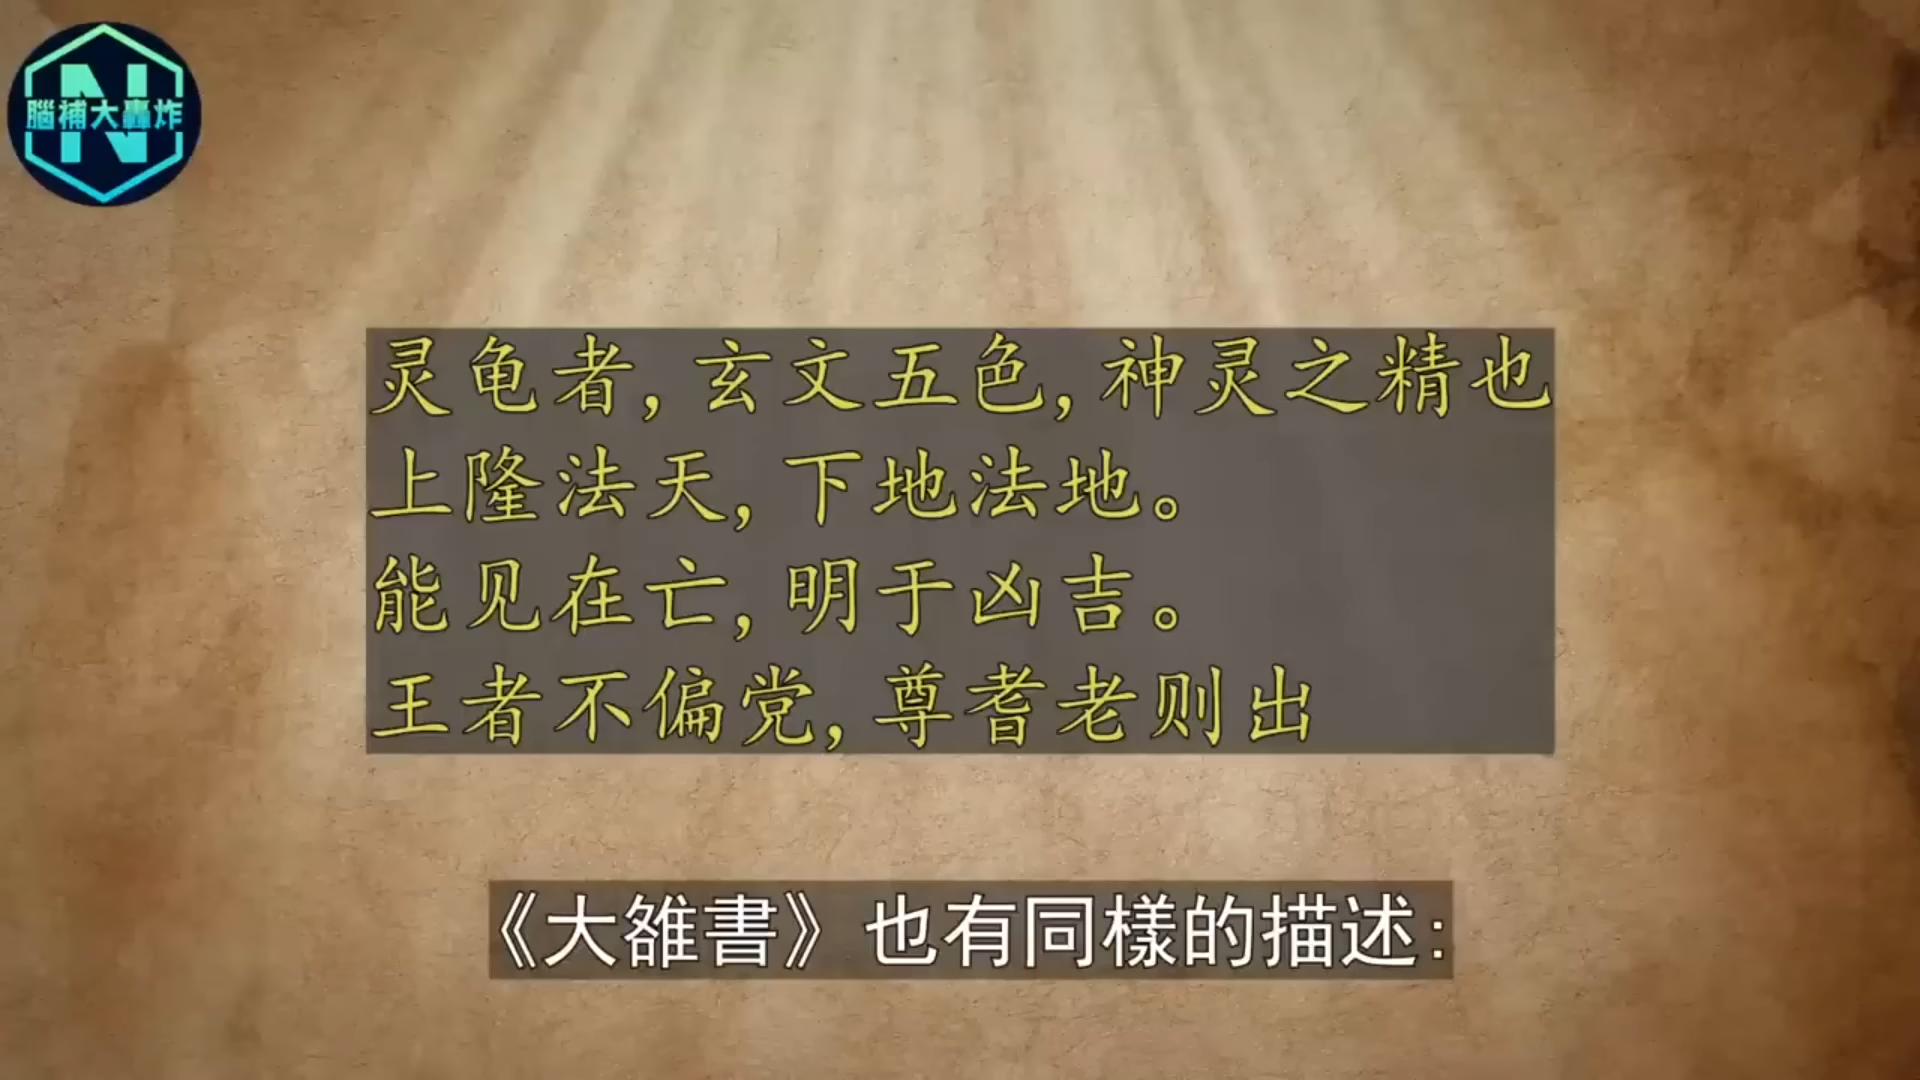 腦補大轟炸
灵龟者,玄文五色,神灵之精也
上隆法天,下地法地。
能见在亡,明于凶吉。
王者不偏党,尊耆老则出
《大雒書》也有同樣的描述: